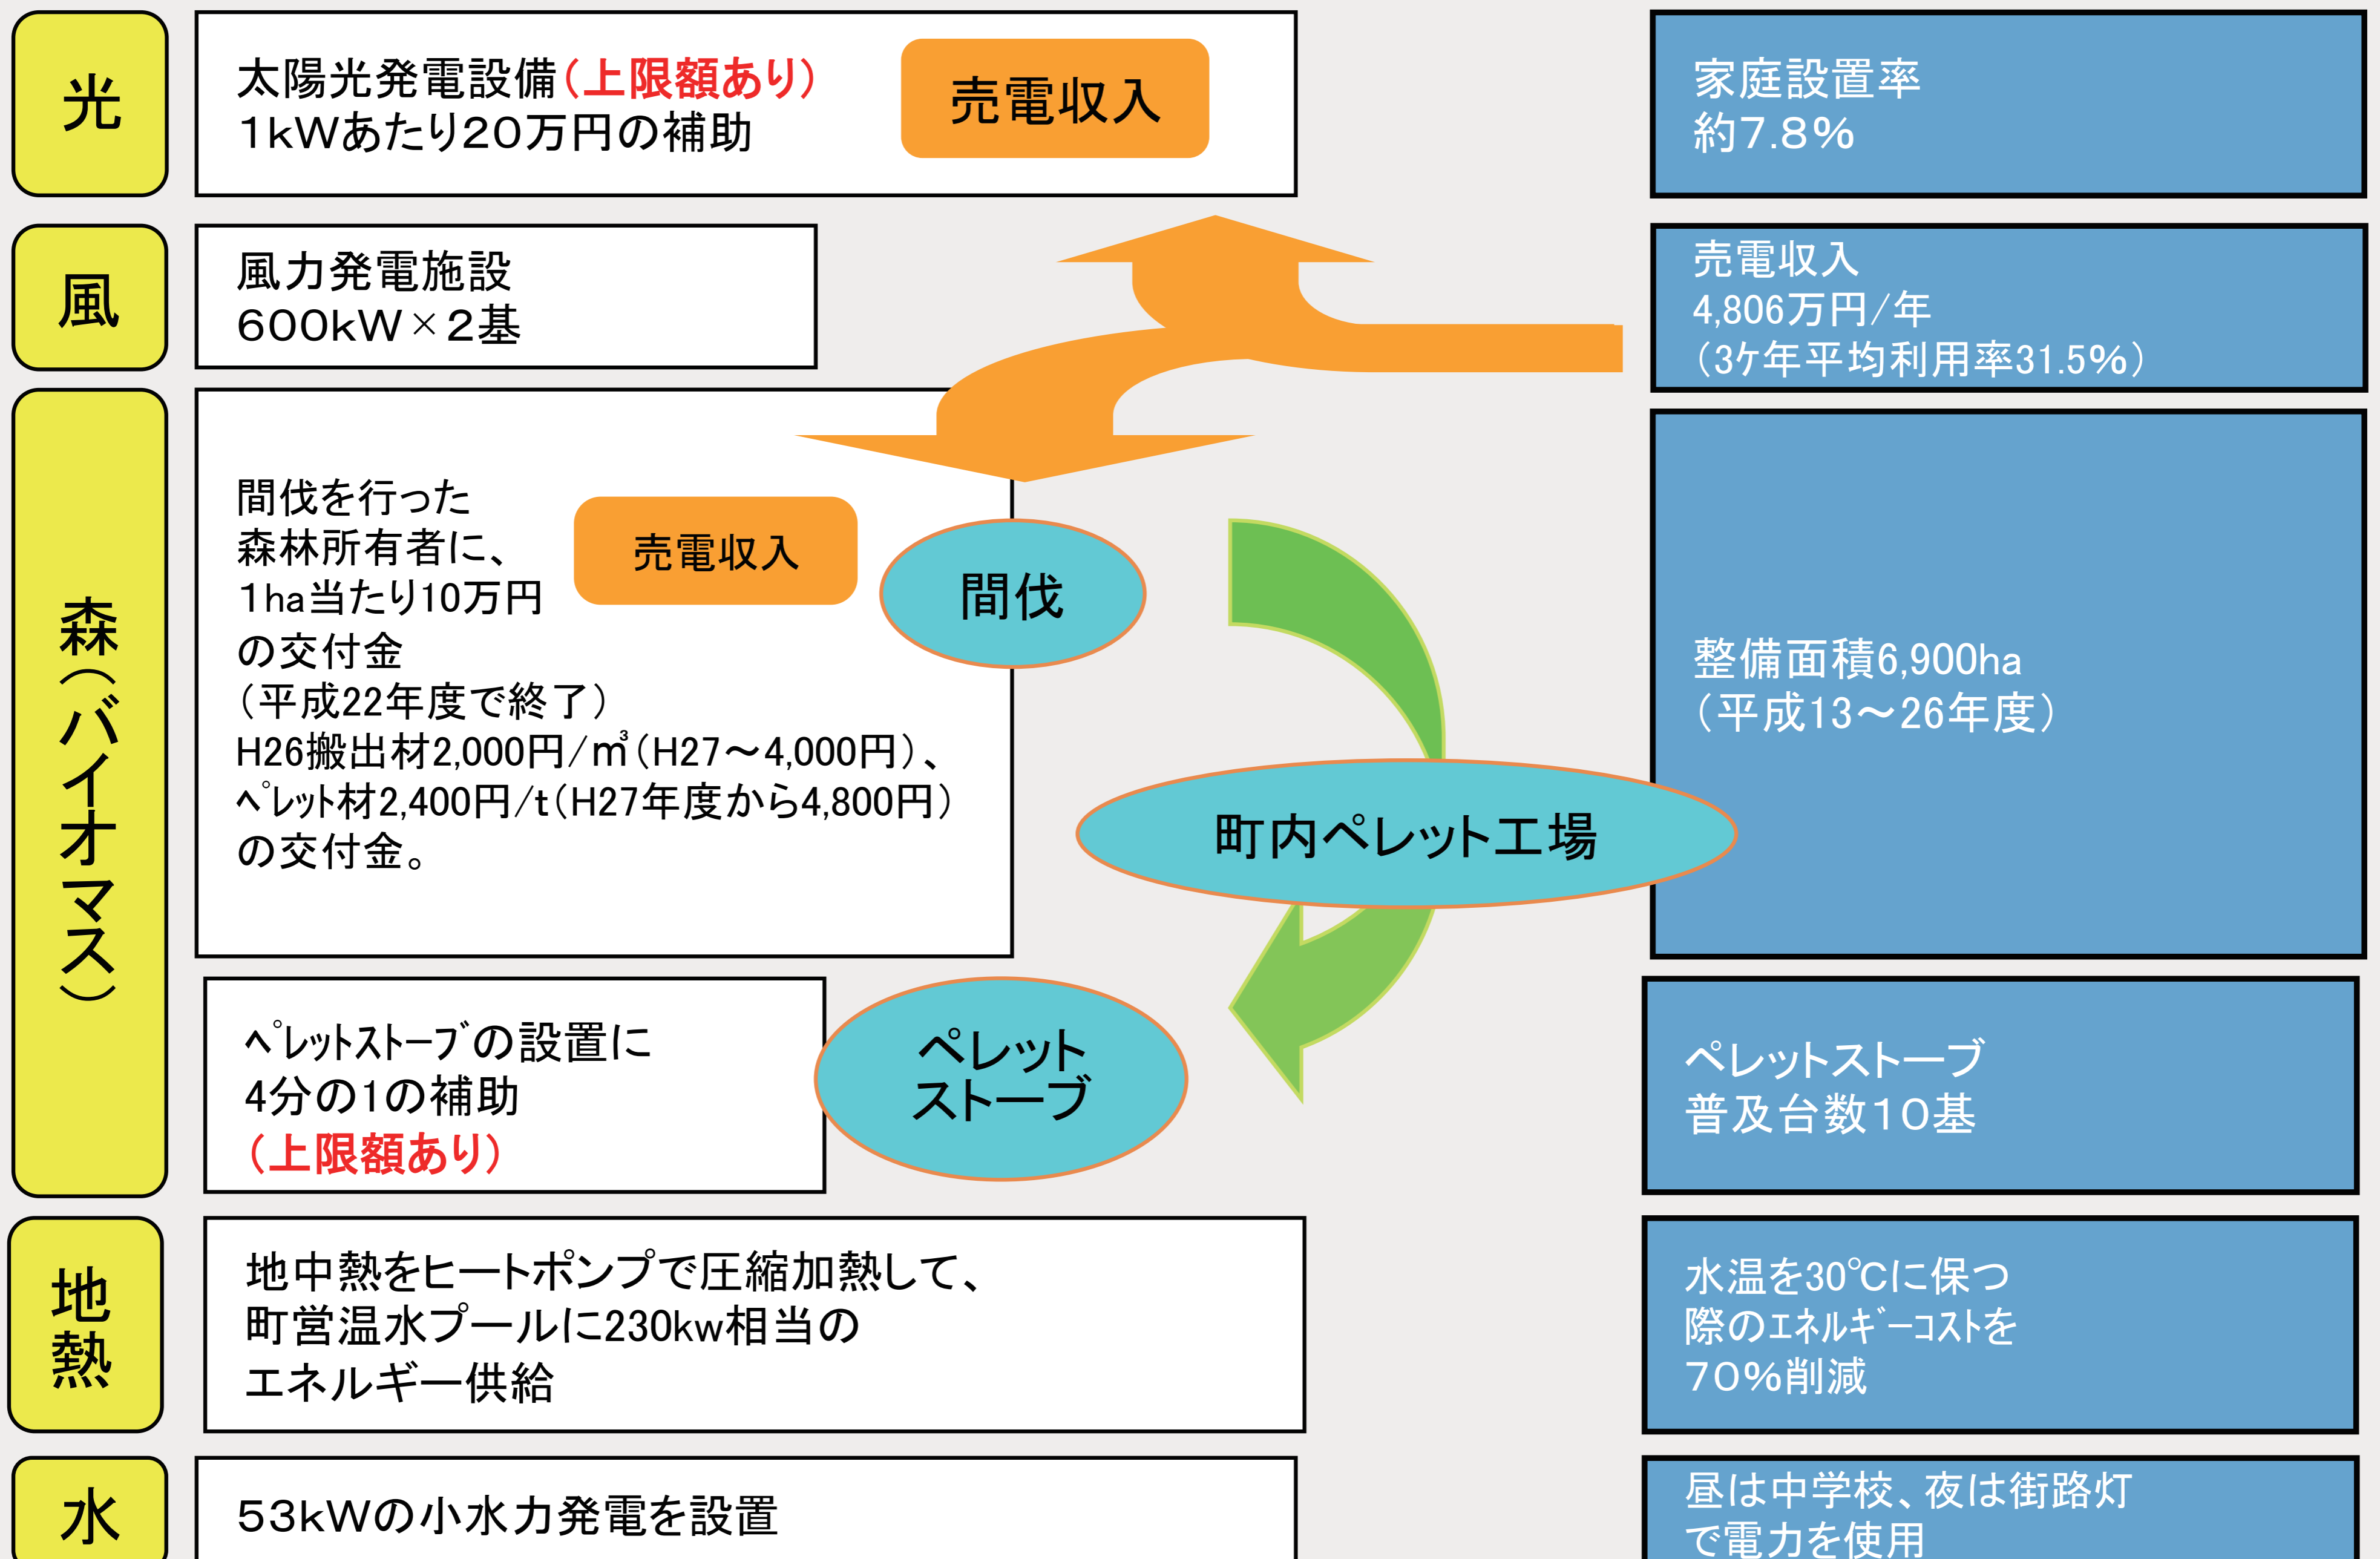 光
太陽光発電設備（上限額あり）
１kWあたり２０万円の補助
売電収入
家庭設置率
約７.８％
風
風力発電施設
６００kW×２基
売電収入
4,806万円/年
（3ｹ年平均利用率31.5％）
森（バイオマス）
間伐を行った
森林所有者に、
１ha当たり10万円
の交付金
（平成22年度で終了）
H26搬出材2,000円/㎥（H27～4,000円）、
ﾍﾟﾚｯﾄ材2,400円/t（H27年度から4,800円）
の交付金。
売電収入
間伐
整備面積6,900ha
（平成13～26年度）
町内ペレット工場
ﾍﾟﾚｯﾄｽﾄｰﾌﾞの設置に
4分の1の補助
（上限額あり）
ペレット
ストーブ
ペレットストーブ
普及台数１０基
地熱
地中熱をヒートポンプで圧縮加熱して、
町営温水プールに230kw相当の
エネルギー供給
水温を30℃に保つ
際のｴﾈﾙｷﾞｰｺｽﾄを
７０％削減
水
５３kWの小水力発電を設置
昼は中学校、夜は街路灯
で電力を使用